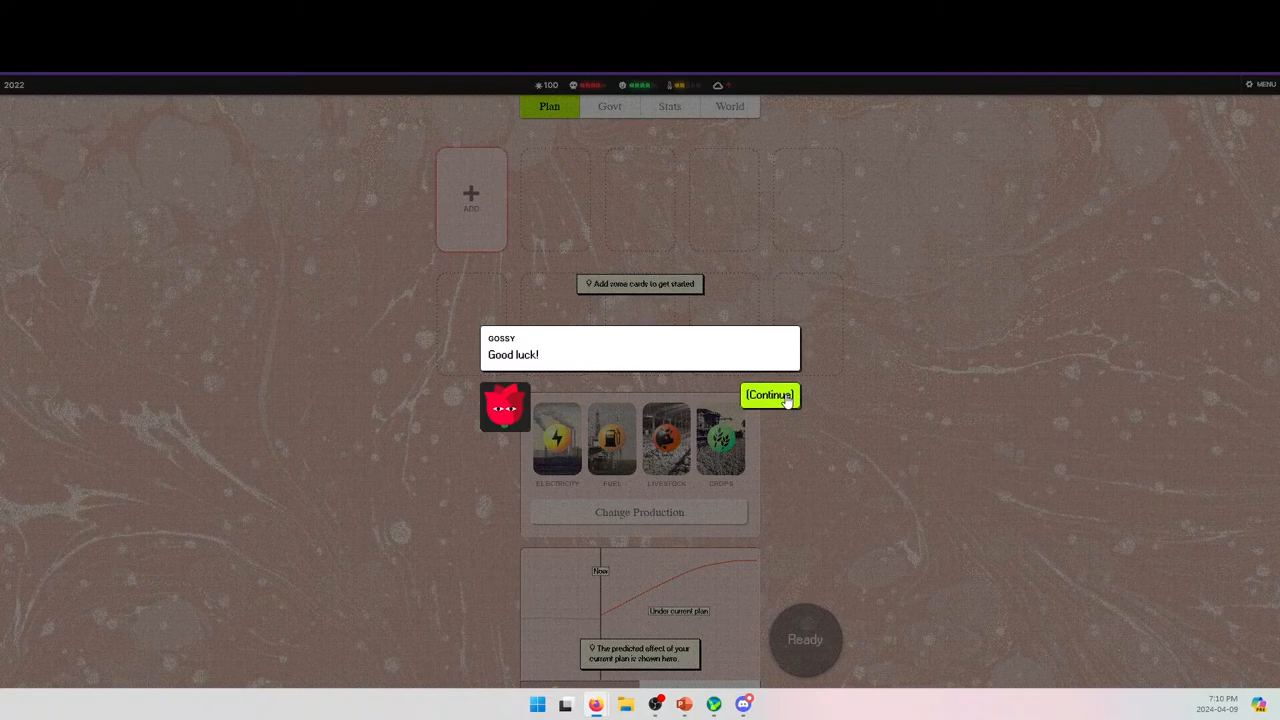 2022
100
MENU
Plan
Govt
Stats
World
ADD
Add some cards to get started
GOSSY
Good luck!
(Continue)
ELECTRICITY
FUEL
LIVESTOCK
CROPS
Change Production
Now
Under current plan
The predicted effect of your
current plan is shown here.
Ready
7:10 PM
2024-04-09